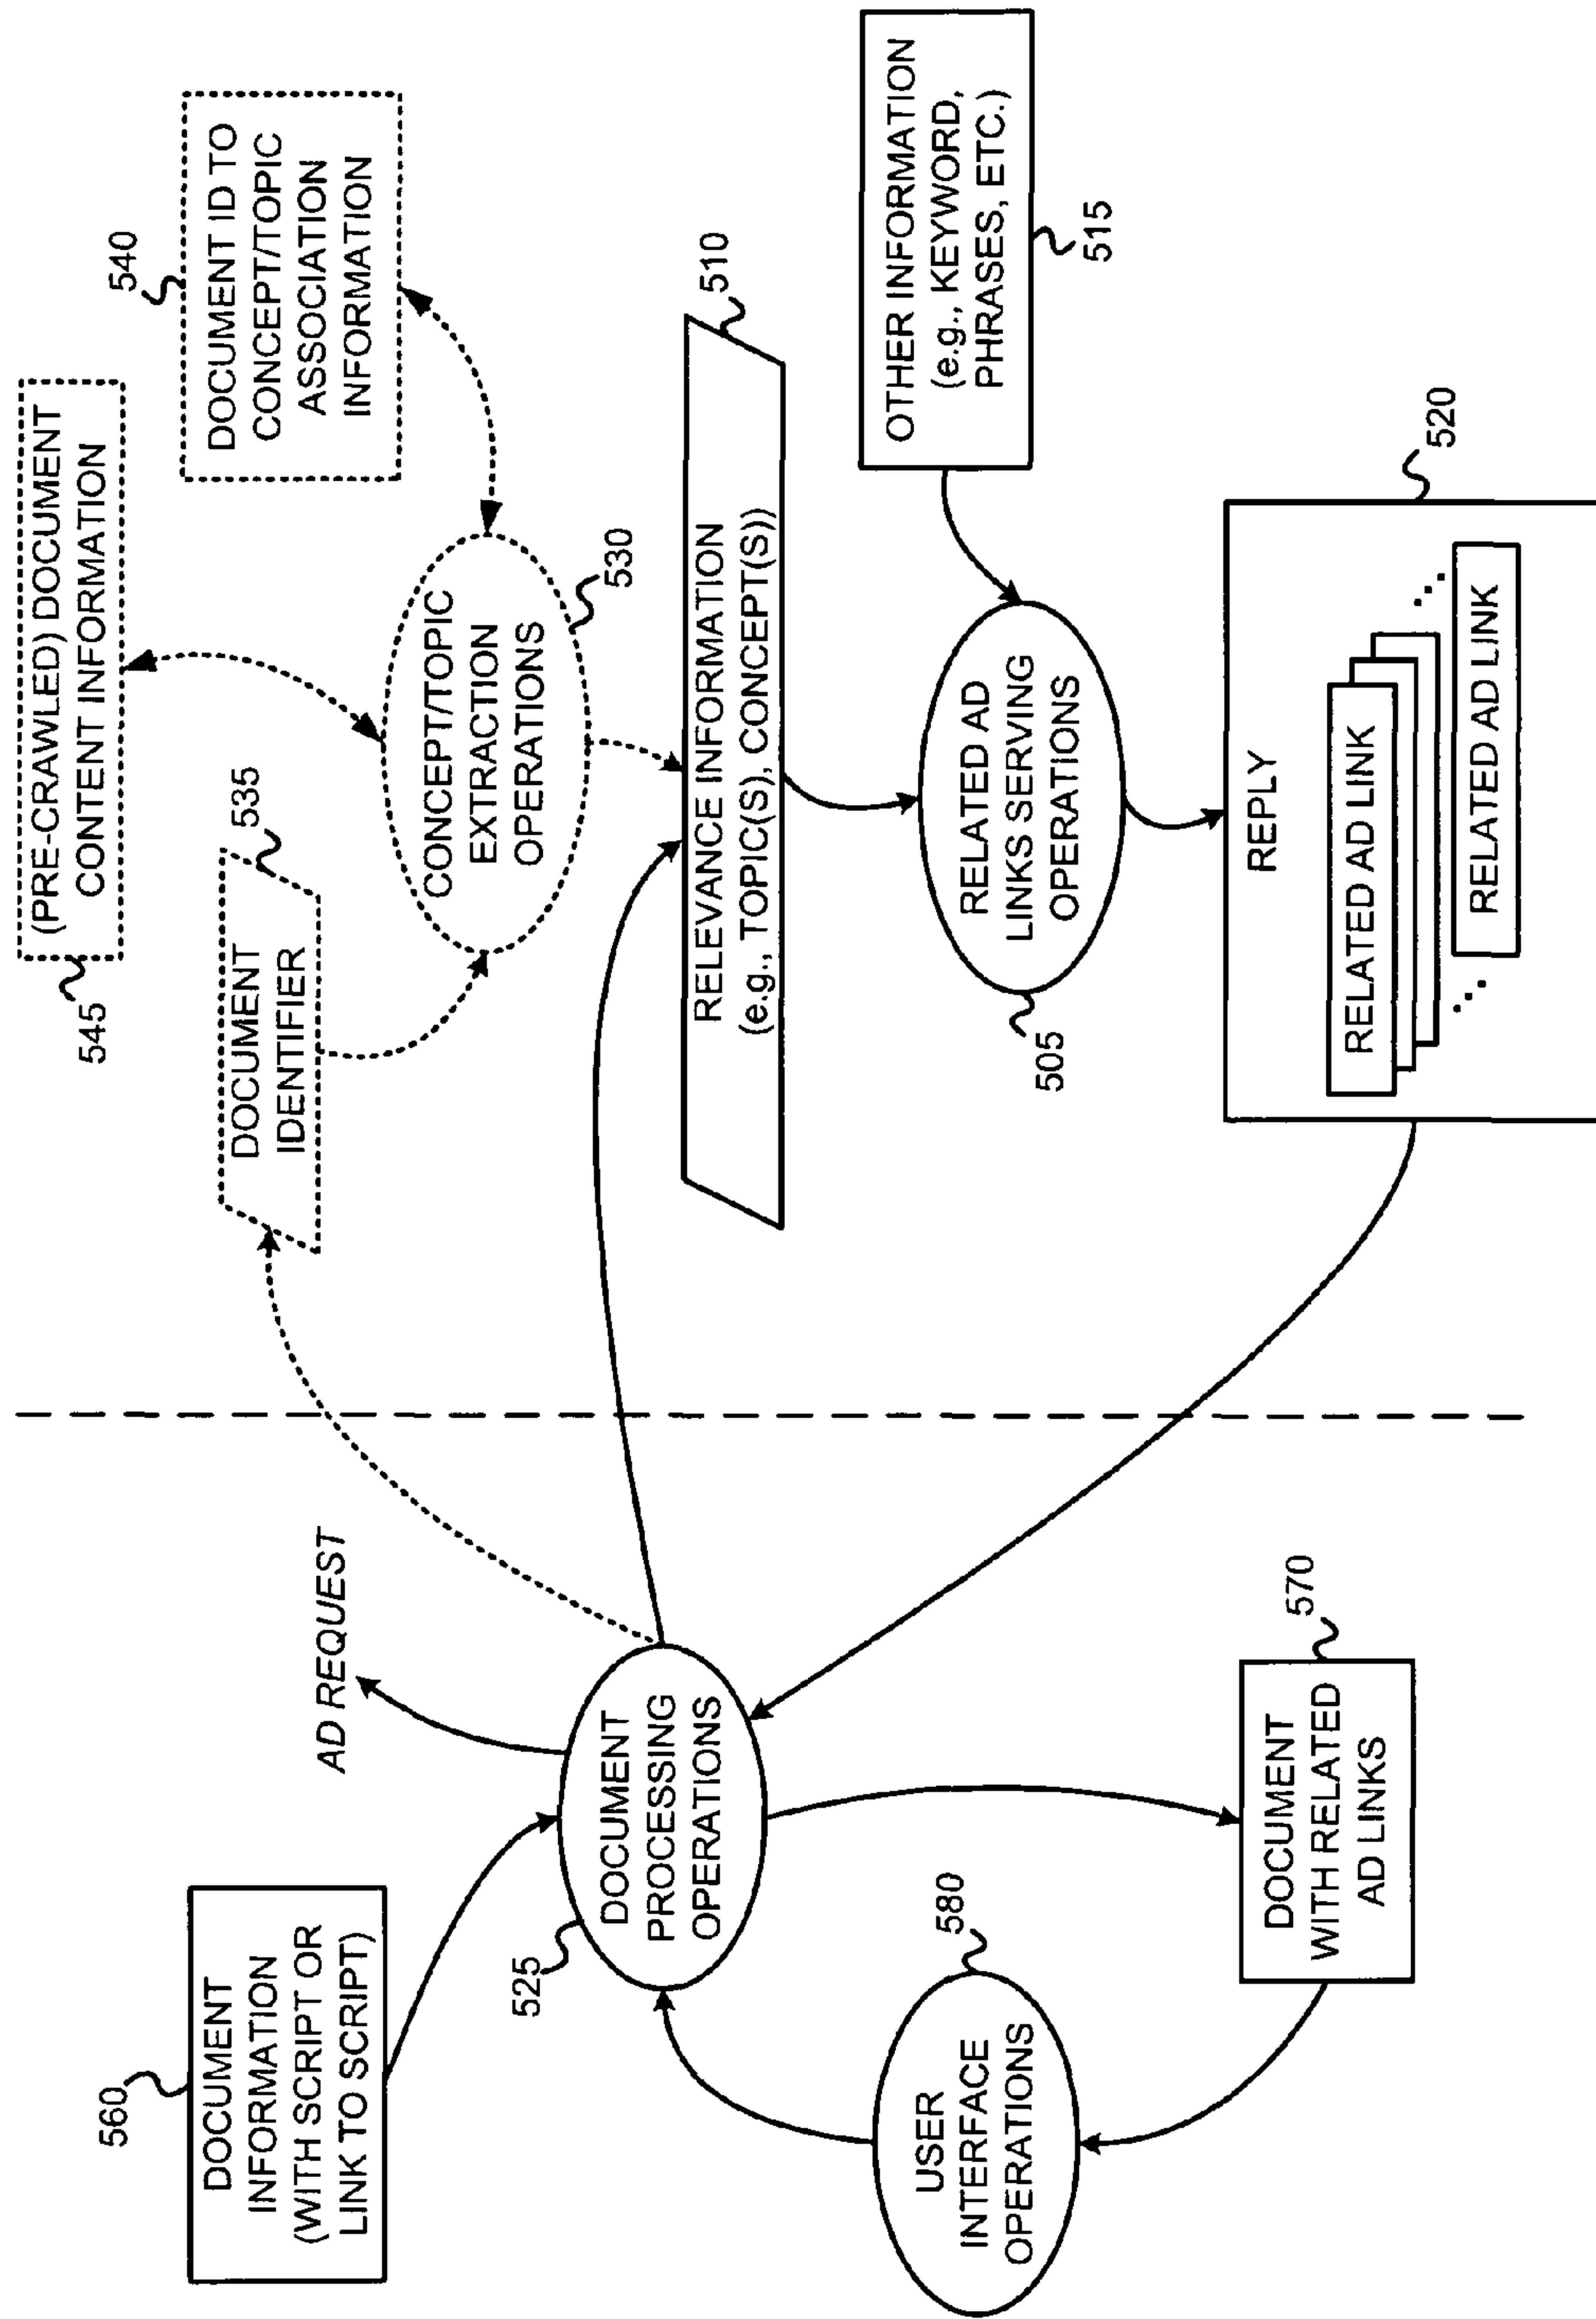 560
DOCUMENT
INFORMATION
(WITH SCRIPT OR
LINK TO SCRIPT)
AD REQUEST
525
DOCUMENT
PROCESSING
OPERATIONS
580
USER
INTERFACE
OPERATIONS
570
DOCUMENT
WITH RELATED
AD LINKS
545
(PRE-CRAWLED) DOCUMENT
CONTENT INFORMATION
540
DOCUMENT ID TO
CONCEPT/TOPIC
ASSOCIATION
INFORMATION
535
DOCUMENT
IDENTIFIER
CONCEPT/TOPIC
EXTRACTION
OPERATIONS
530
510
RELEVANCE INFORMATION
(e.g., TOPIC(S), CONCEPT(S))
OTHER INFORMATION
(e.g., KEYWORD,
PHRASES, ETC.)
515
RELATED AD
LINKS SERVING
OPERATIONS
505
520
REPLY
RELATED AD LINK
RELATED AD LINK